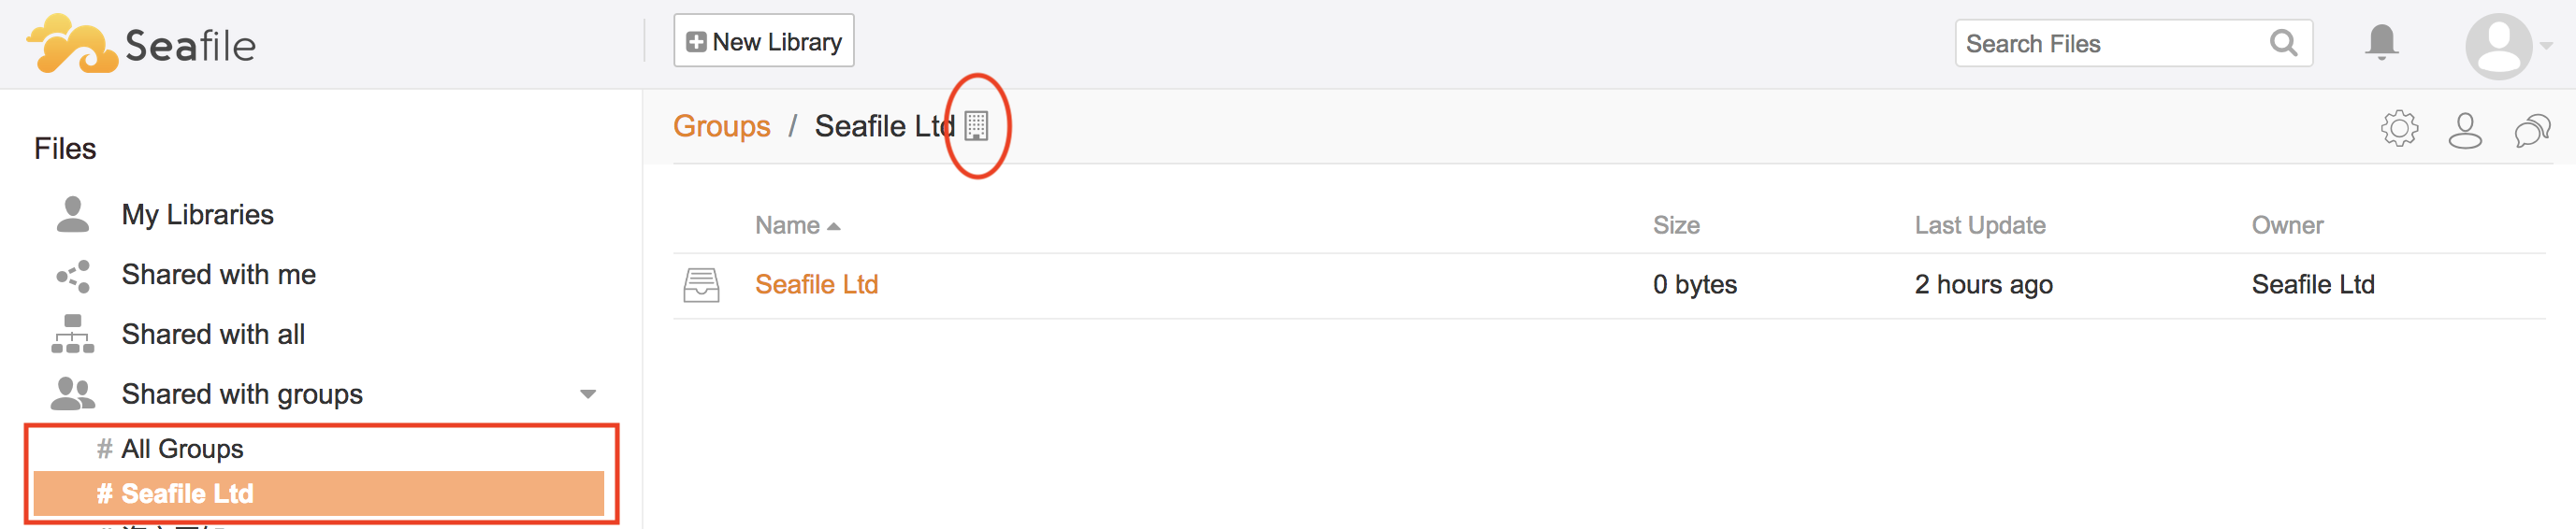 Seafile
New Library
Search Files
Groups / Seafile Ltd
Files
My Libraries
Shared with me
Shared with all
Shared with groups
# All Groups
# Seafile Ltd
Name Size Last Update Owner
Seafile Ltd 0 bytes 2 hours ago Seafile Ltd